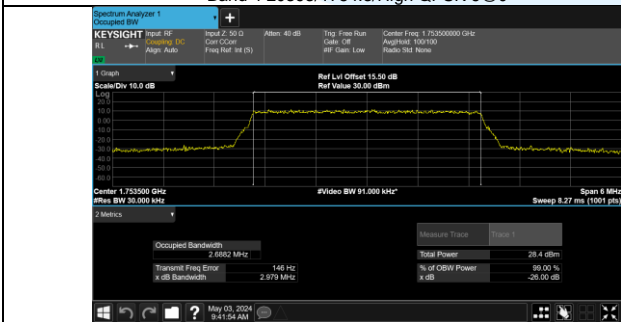 Spectrum Analyzer 1
Occupied BW
+
KEYSIGHT Input: RF Input Z: 50 Ω Atten: 40 dB Trig: Free Run Center Freq: 1.753500000 GHz
R L Coupling: DC Corr CCorr Gate: Off Avg|Hold: 100/100
Align: Auto Freq Ref: Int (S) #IF Gain: Low Radio Std: None
1 Graph
Ref Lvl Offset 15.50 dB
Scale/Div 10.0 dB Ref Value 30.00 dBm
Log
20.0
10.0
0.00
-10.0
-20.0
-30.0
-40.0
-50.0
-60.0
Center 1.753500 GHz #Video BW 91.000 kHz* Span 6 MHz
#Res BW 30.000 kHz Sweep 8.27 ms (1001 pts)
2 Metrics
Measure Trace Trace 1
Occupied Bandwidth
2.6882 MHz Total Power 28.4 dBm
Transmit Freq Error 146 Hz % of OBW Power 99.00 %
x dB Bandwidth 2.979 MHz x dB -26.00 dB
? May 03, 2024
9:41:54 AM